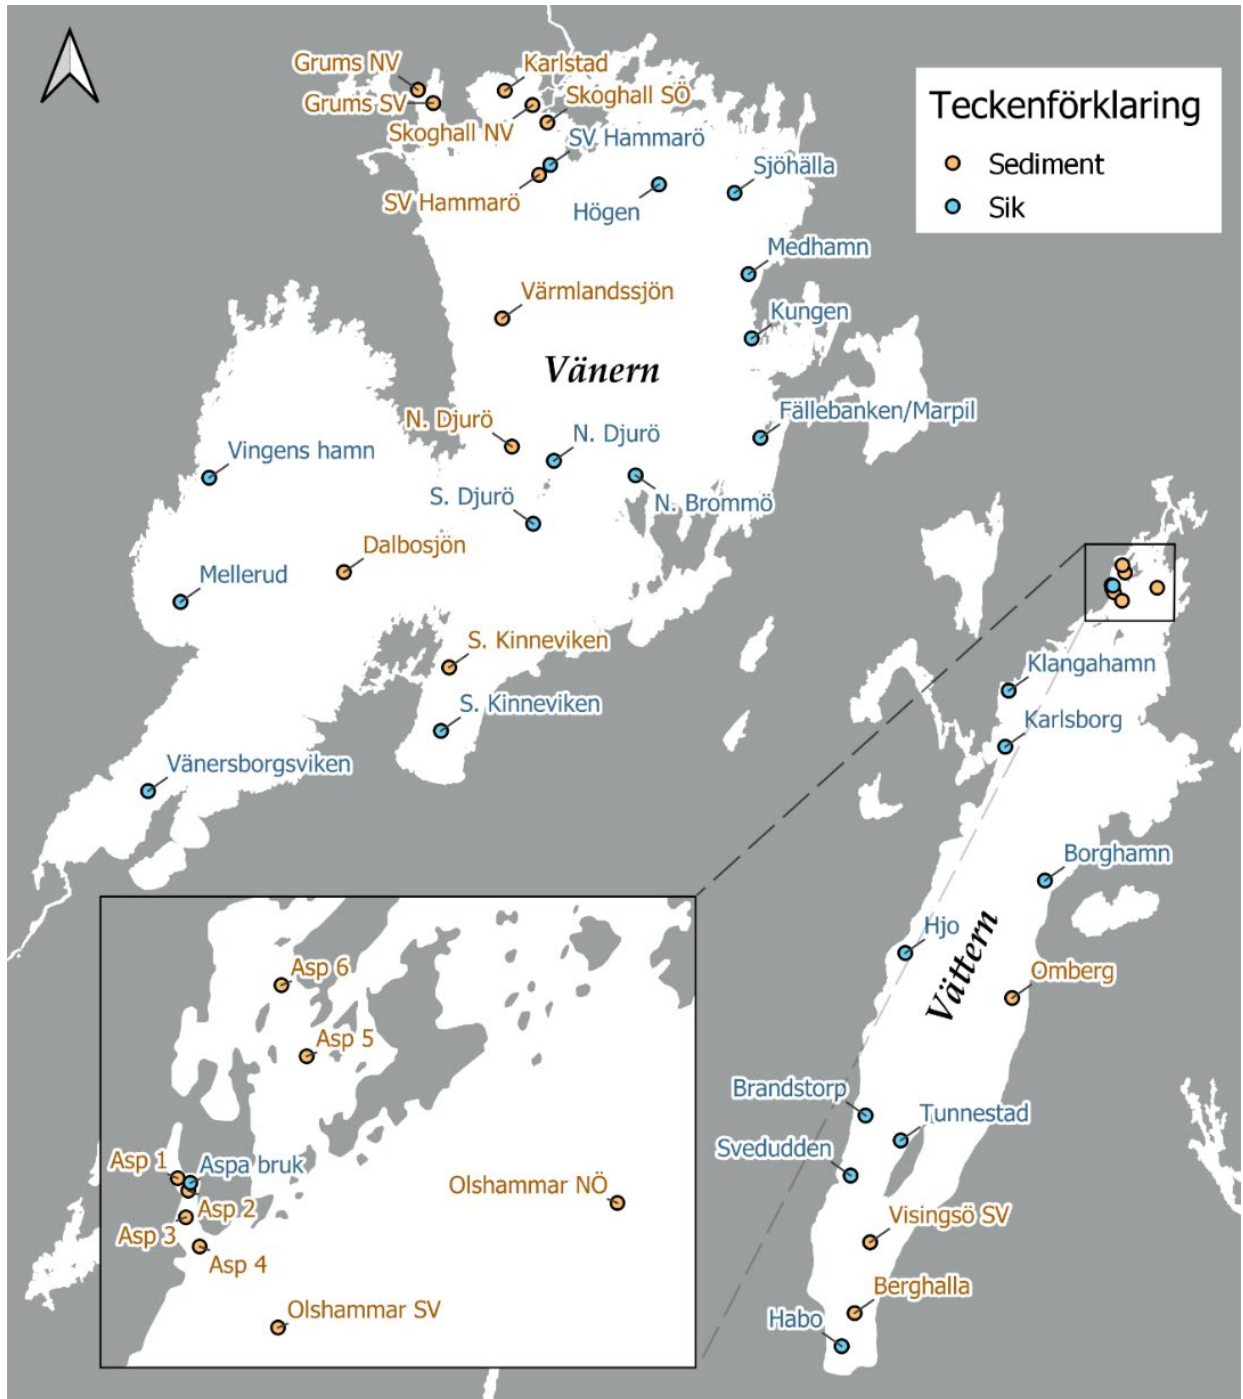 Grums NV
Karlstad
Grums SV
Skoghall SÖ
Skoghall NV
SV Hammarö
SV Hammarö
Högen
Sjöhälla
Teckenförklaring
Sediment
Sik
Medhamn
Värmlandssjön
Kungen
Vänern
N. Djurö
N. Djurö
Fällebanken/Marpil
Vingens hamn
S. Djurö
N. Brommö
Dalbosjön
Mellerud
S. Kinneviken
S. Kinneviken
Vänersborgsviken
Klangahamn
Karlsborg
Borghamn
Hjo
Vättern
Omberg
Brandstorp
Tunnestad
Svedudden
Visingsö SV
Berghalla
Habo
Asp 6
Asp 5
Asp 1
Aspa bruk
Asp 2
Asp 3
Asp 4
Olshammar NÖ
Olshammar SV